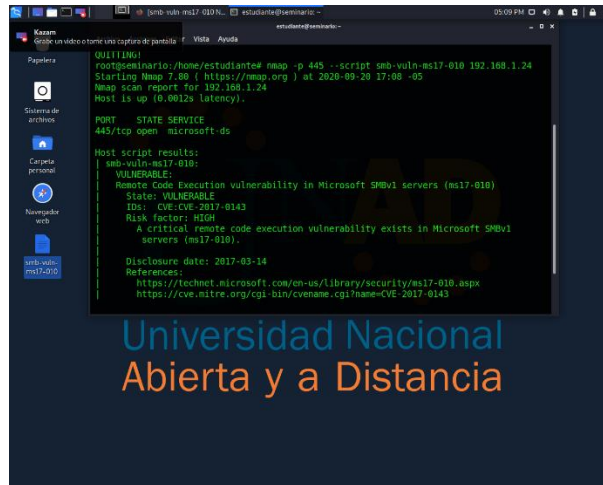 [smb-vuln-ms17-010 N...
estudiante@seminario: ~
05:09 PM
estudiante@seminario:~
Kazam
Grabe un video o tome una captura de pantalla
Vista Ayuda
Papelera
Sistema de
archivos
Carpeta
personal
Navegador
web
smb-vuln-
ms17-010
QUITTING!
root@seminario:/home/estudiante# nmap -p 445 --script smb-vuln-ms17-010 192.168.1.24
Starting Nmap 7.80 ( https://nmap.org ) at 2020-09-20 17:08 -05
Nmap scan report for 192.168.1.24
Host is up (0.0012s latency).
PORT    STATE SERVICE
445/tcp open  microsoft-ds
Host script results:
| smb-vuln-ms17-010:
|   VULNERABLE:
|   Remote Code Execution vulnerability in Microsoft SMBv1 servers (ms17-010)
|     State: VULNERABLE
|     IDs:  CVE:CVE-2017-0143
|     Risk factor: HIGH
|       A critical remote code execution vulnerability exists in Microsoft SMBv1
|        servers (ms17-010).
|
|     Disclosure date: 2017-03-14
|     References:
|       https://technet.microsoft.com/en-us/library/security/ms17-010.aspx
|       https://cve.mitre.org/cgi-bin/cvename.cgi?name=CVE-2017-0143
Universidad Nacional
Abierta y a Distancia